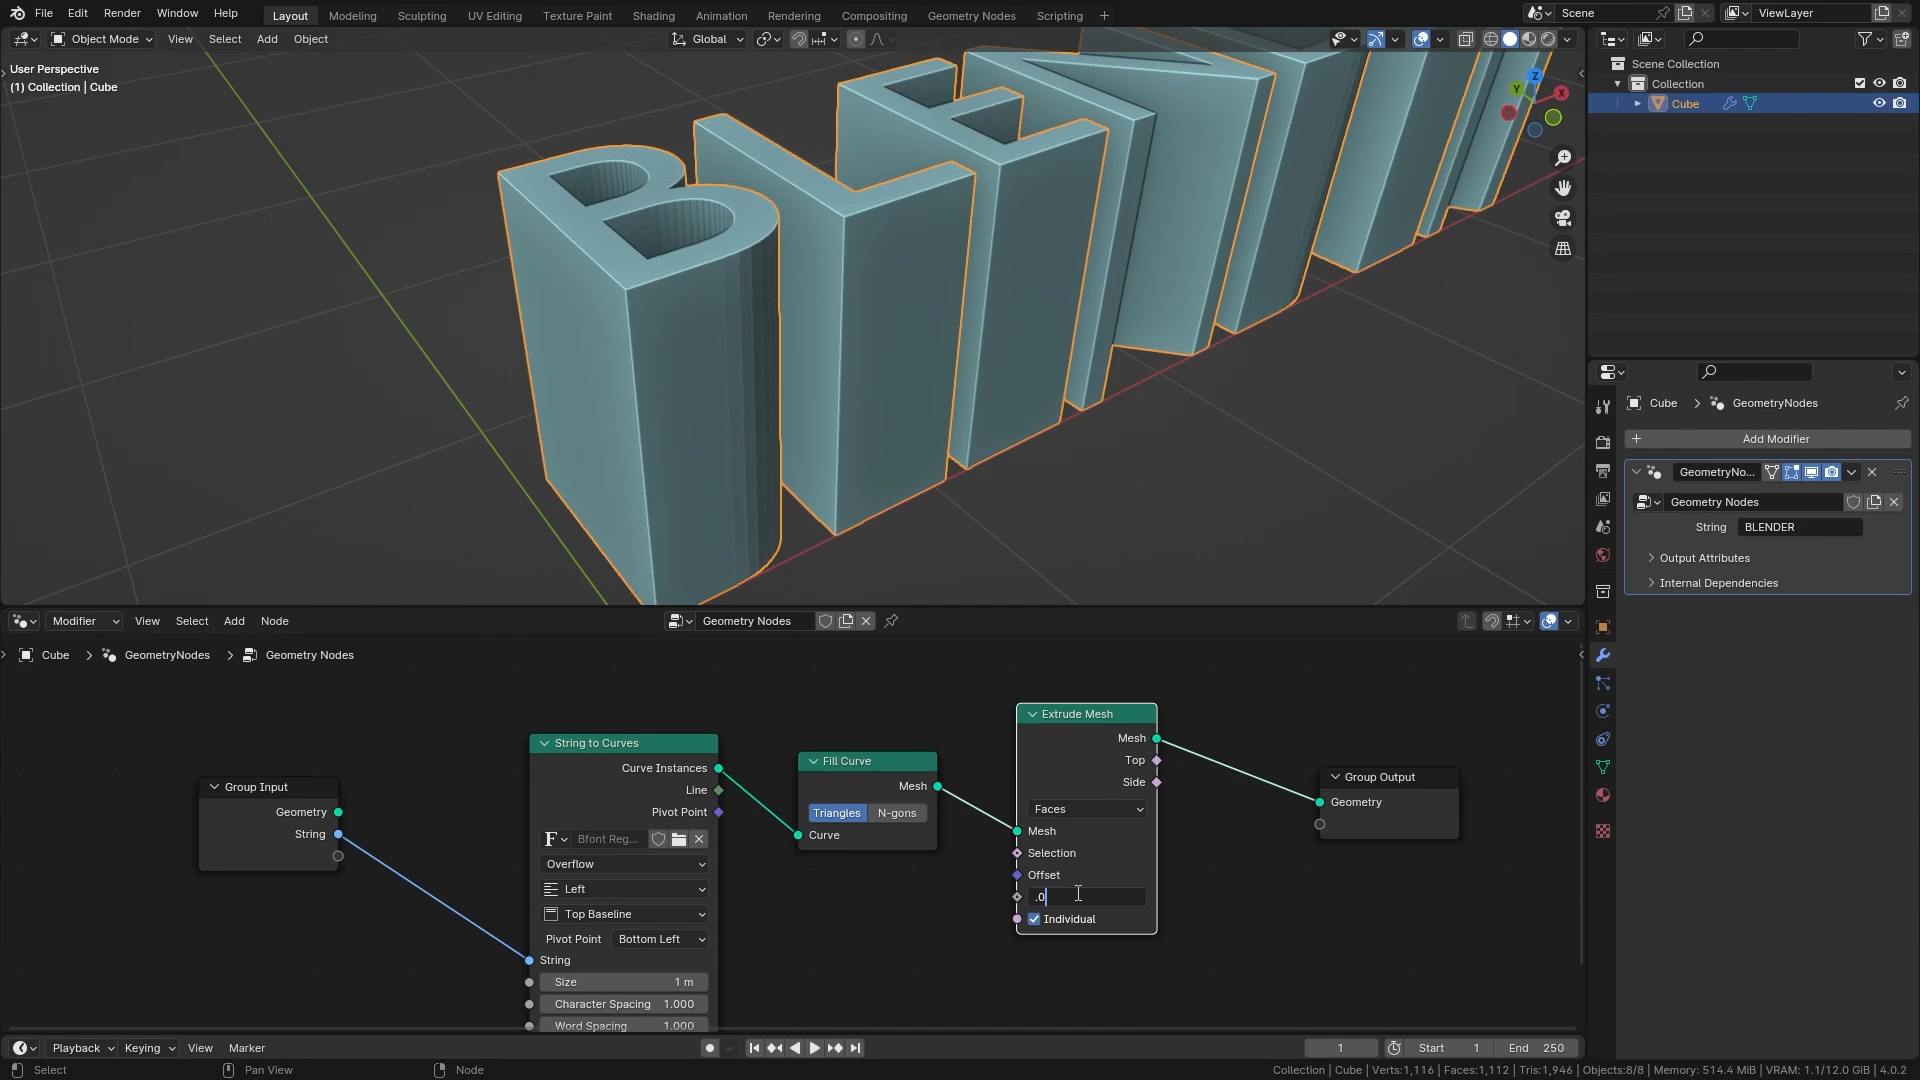 File Edit Render Window Help Layout Modeling Sculpting UV Editing Texture Paint Shading Animation Rendering Compositing Geometry Nodes Scripting + Scene ViewLayer
Object Mode View Select Add Object Global
User Perspective
(1) Collection | Cube
BLENDER
Z
Y
X
Scene Collection
Collection
Cube
Cube > GeometryNodes
+ Add Modifier
GeometryNo...
Geometry Nodes
String BLENDER
Output Attributes
Internal Dependencies
Modifier View Select Add Node Geometry Nodes
Cube > GeometryNodes > Geometry Nodes
Group Input
Geometry
String
String to Curves
Curve Instances
Line
Pivot Point
F Bfont Reg...
Overflow
Left
Top Baseline
Pivot Point Bottom Left
String
Size 1 m
Character Spacing 1.000
Word Spacing 1.000
Fill Curve
Mesh
Triangles N-gons
Curve
Extrude Mesh
Mesh
Top
Side
Faces
Mesh
Selection
Offset
.0
Individual
Group Output
Geometry
Playback Keying View Marker 1 Start 1 End 250
Select Pan View Node Collection | Cube | Verts:1,116 | Faces:1,112 | Tris:1,946 | Objects:8/8 | Memory: 514.4 MiB | VRAM: 1.1/12.0 GiB | 4.0.2